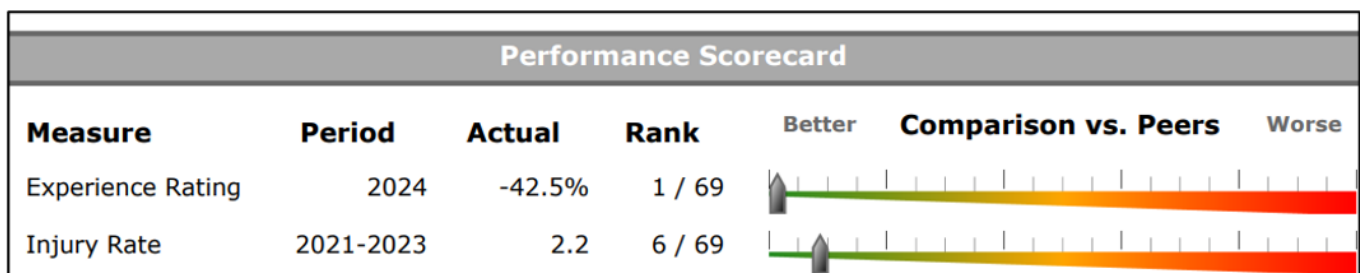 Performance Scorecard
Measure Period Actual Rank Better Comparison vs. Peers Worse
Experience Rating 2024 -42.5% 1 / 69
Injury Rate 2021-2023 2.2 6 / 69